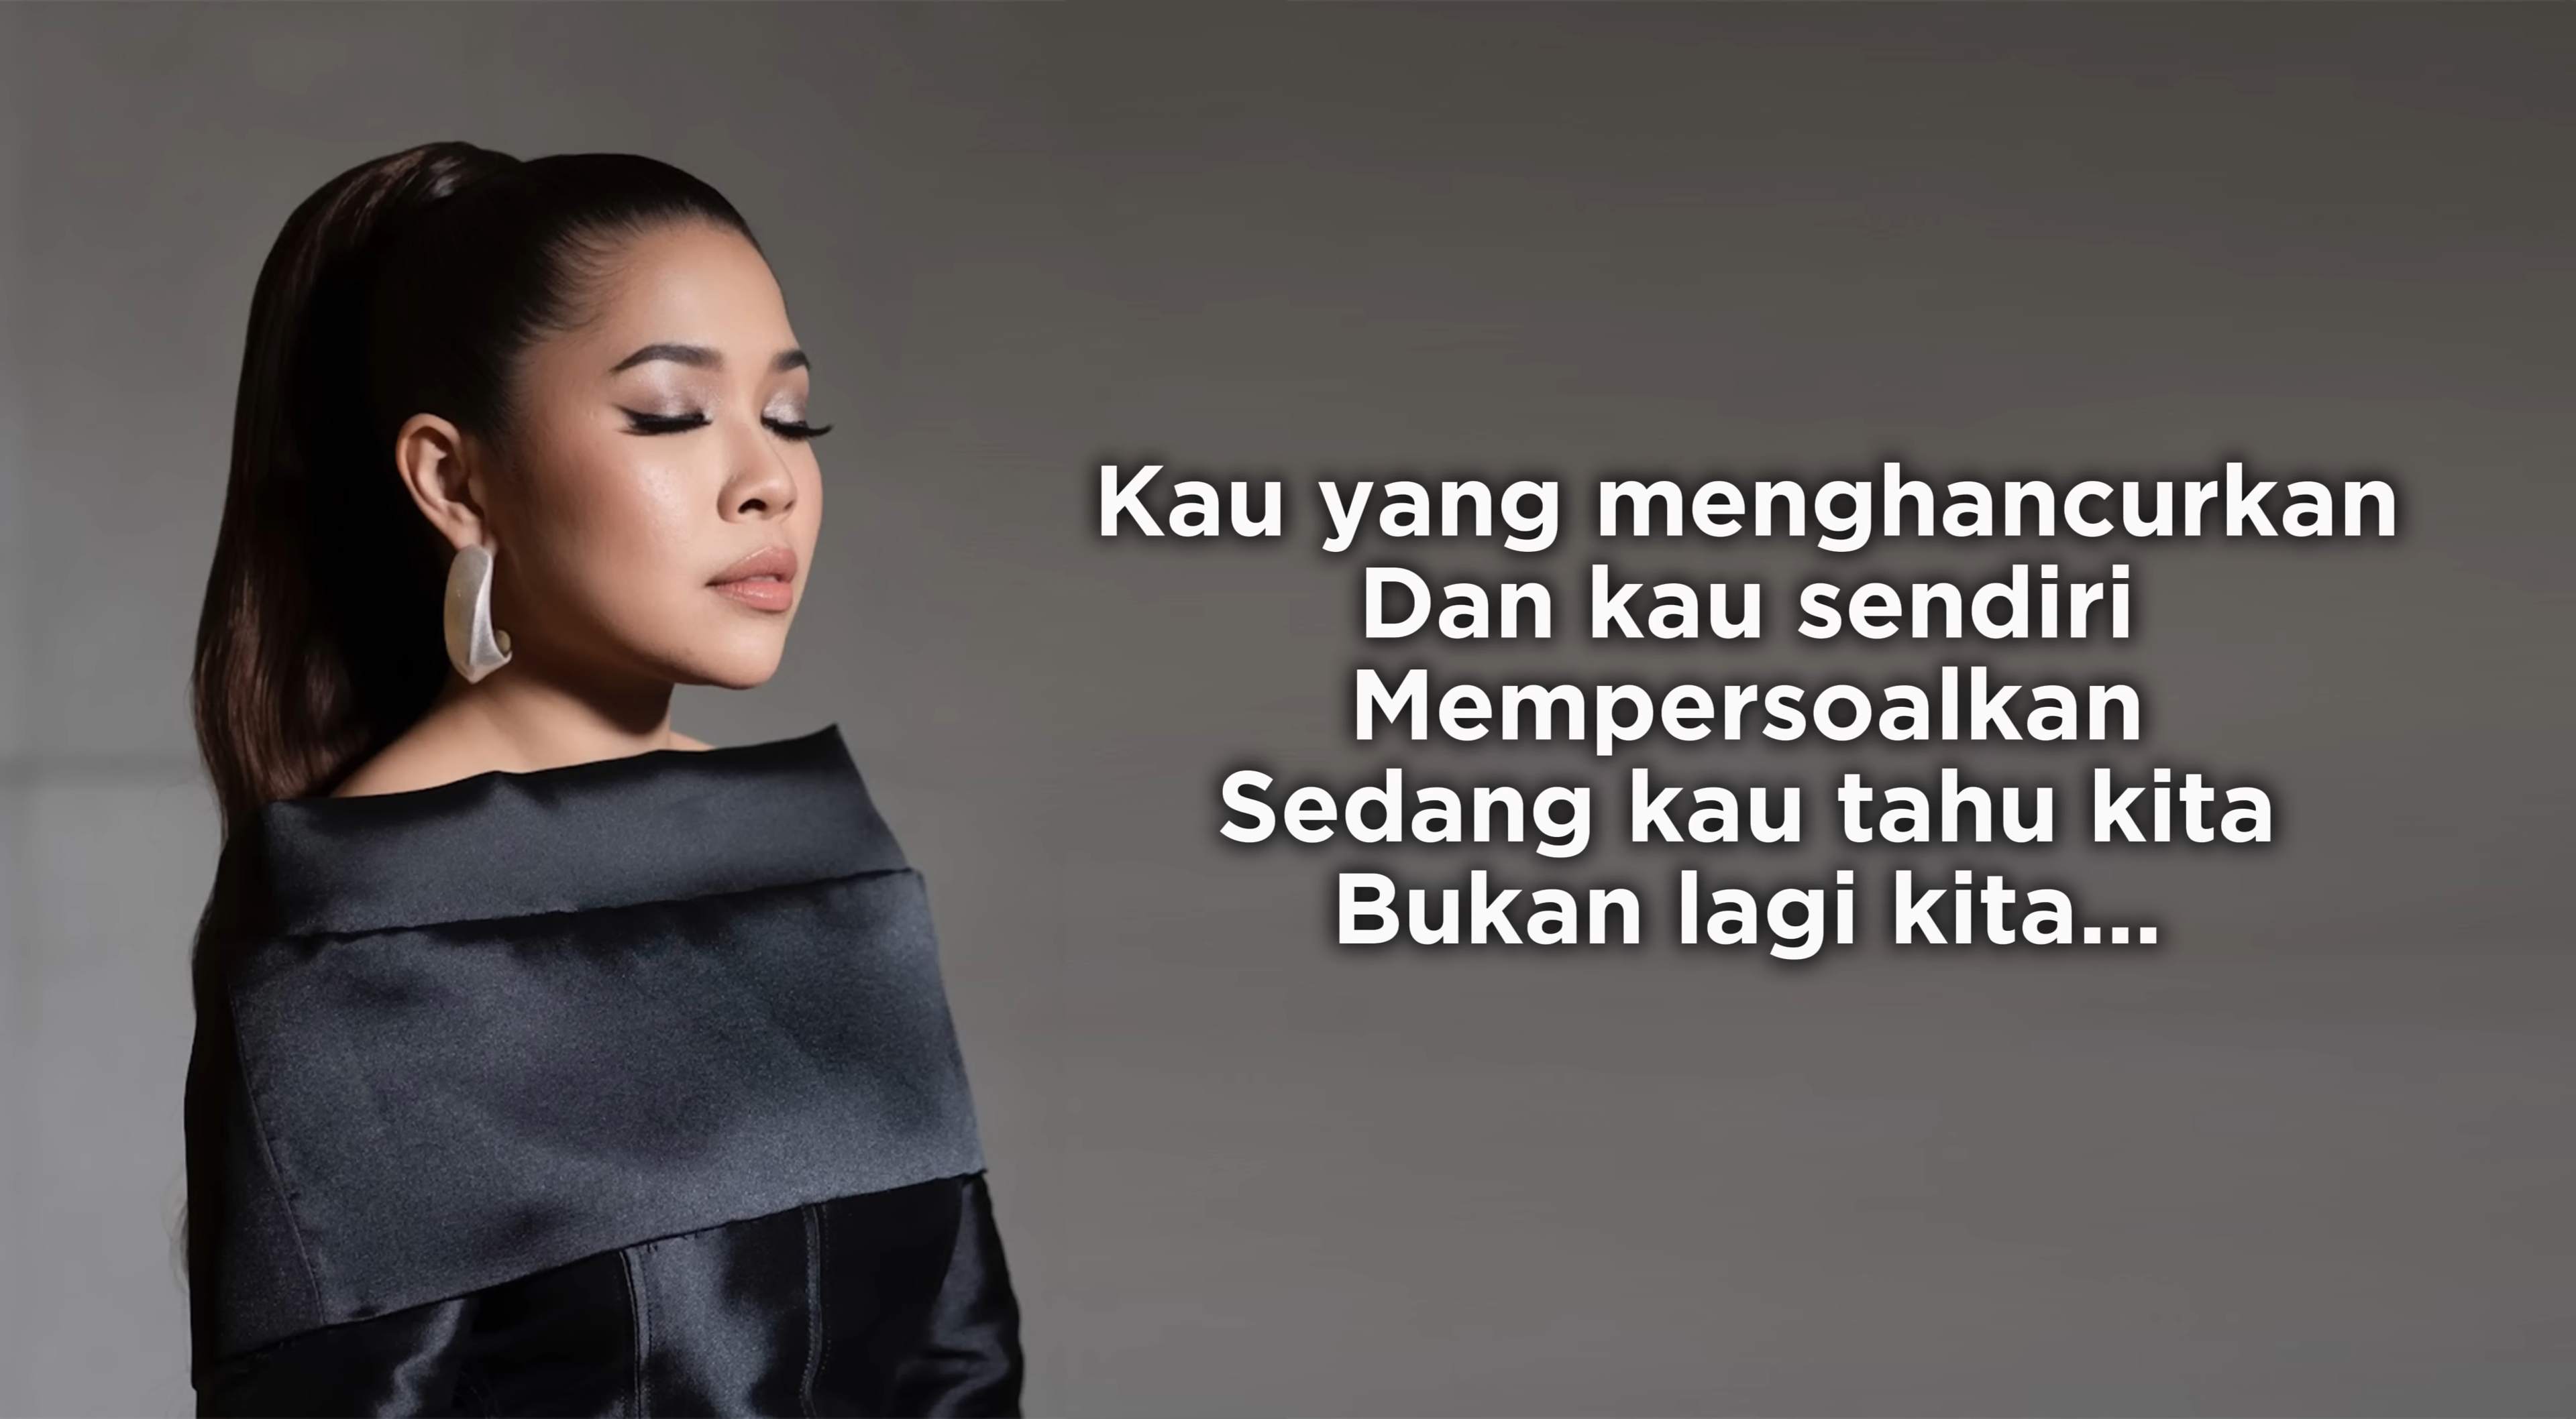 Kau yang menghancurkan
Dan kau sendiri
Mempersoalkan
Sedang kau tahu kita
Bukan lagi kita...